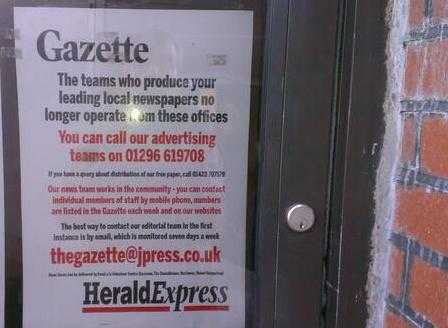 Gazette
The teams who produce your
leading local newspapers no
longer operate from these offices
You can call our advertising
teams on 01296 619708
If you have a query about distribution of our free paper, call 01423 707578
Our news team works in the community - you can contact
individual members of staff by mobile phone, numbers
are listed in the Gazette each week and on our websites
The best way to contact our editorial team in the first
instance is by email, which is monitored seven days a week
thegazette@jpress.co.uk
HeraldExpress